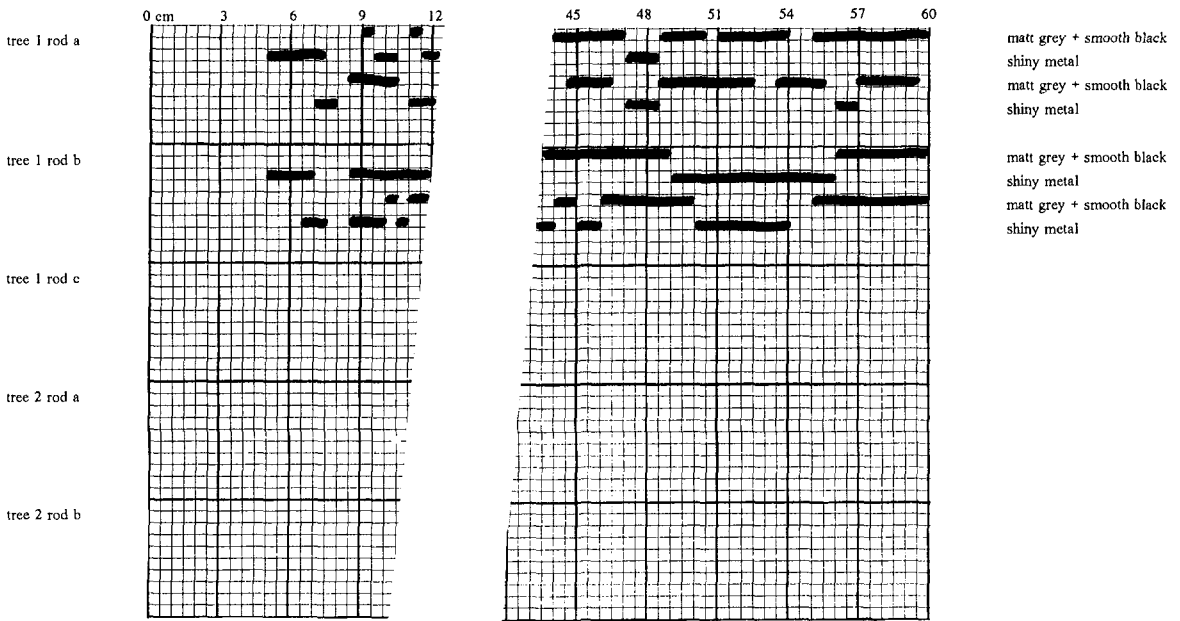 0 cm 3 6 9 12 45 48 51 54 57 60
tree 1 rod a
matt grey + smooth black
shiny metal
matt grey + smooth black
shiny metal
tree 1 rod b
matt grey + smooth black
shiny metal
matt grey + smooth black
shiny metal
tree 1 rod c
tree 2 rod a
tree 2 rod b